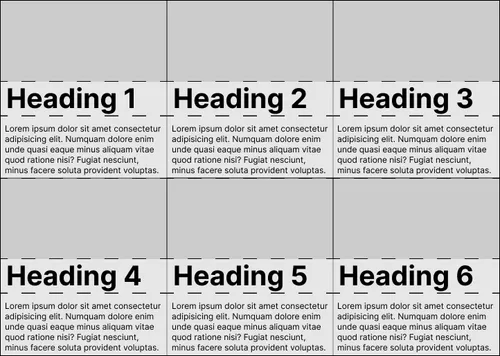 Heading 1
Lorem ipsum dolor sit amet consectetur
adipisicing elit. Numquam dolore enim
unde quasi eaque minus aliquam vitae
quod ratione nisi? Fugiat nesciunt,
minus facere soluta provident voluptas.
Heading 2
Lorem ipsum dolor sit amet consectetur
adipisicing elit. Numquam dolore enim
unde quasi eaque minus aliquam vitae
quod ratione nisi? Fugiat nesciunt,
minus facere soluta provident voluptas.
Heading 3
Lorem ipsum dolor sit amet consectetur
adipisicing elit. Numquam dolore enim
unde quasi eaque minus aliquam vitae
quod ratione nisi? Fugiat nesciunt,
minus facere soluta provident voluptas.
Heading 4
Lorem ipsum dolor sit amet consectetur
adipisicing elit. Numquam dolore enim
unde quasi eaque minus aliquam vitae
quod ratione nisi? Fugiat nesciunt,
minus facere soluta provident voluptas.
Heading 5
Lorem ipsum dolor sit amet consectetur
adipisicing elit. Numquam dolore enim
unde quasi eaque minus aliquam vitae
quod ratione nisi? Fugiat nesciunt,
minus facere soluta provident voluptas.
Heading 6
Lorem ipsum dolor sit amet consectetur
adipisicing elit. Numquam dolore enim
unde quasi eaque minus aliquam vitae
quod ratione nisi? Fugiat nesciunt,
minus facere soluta provident voluptas.